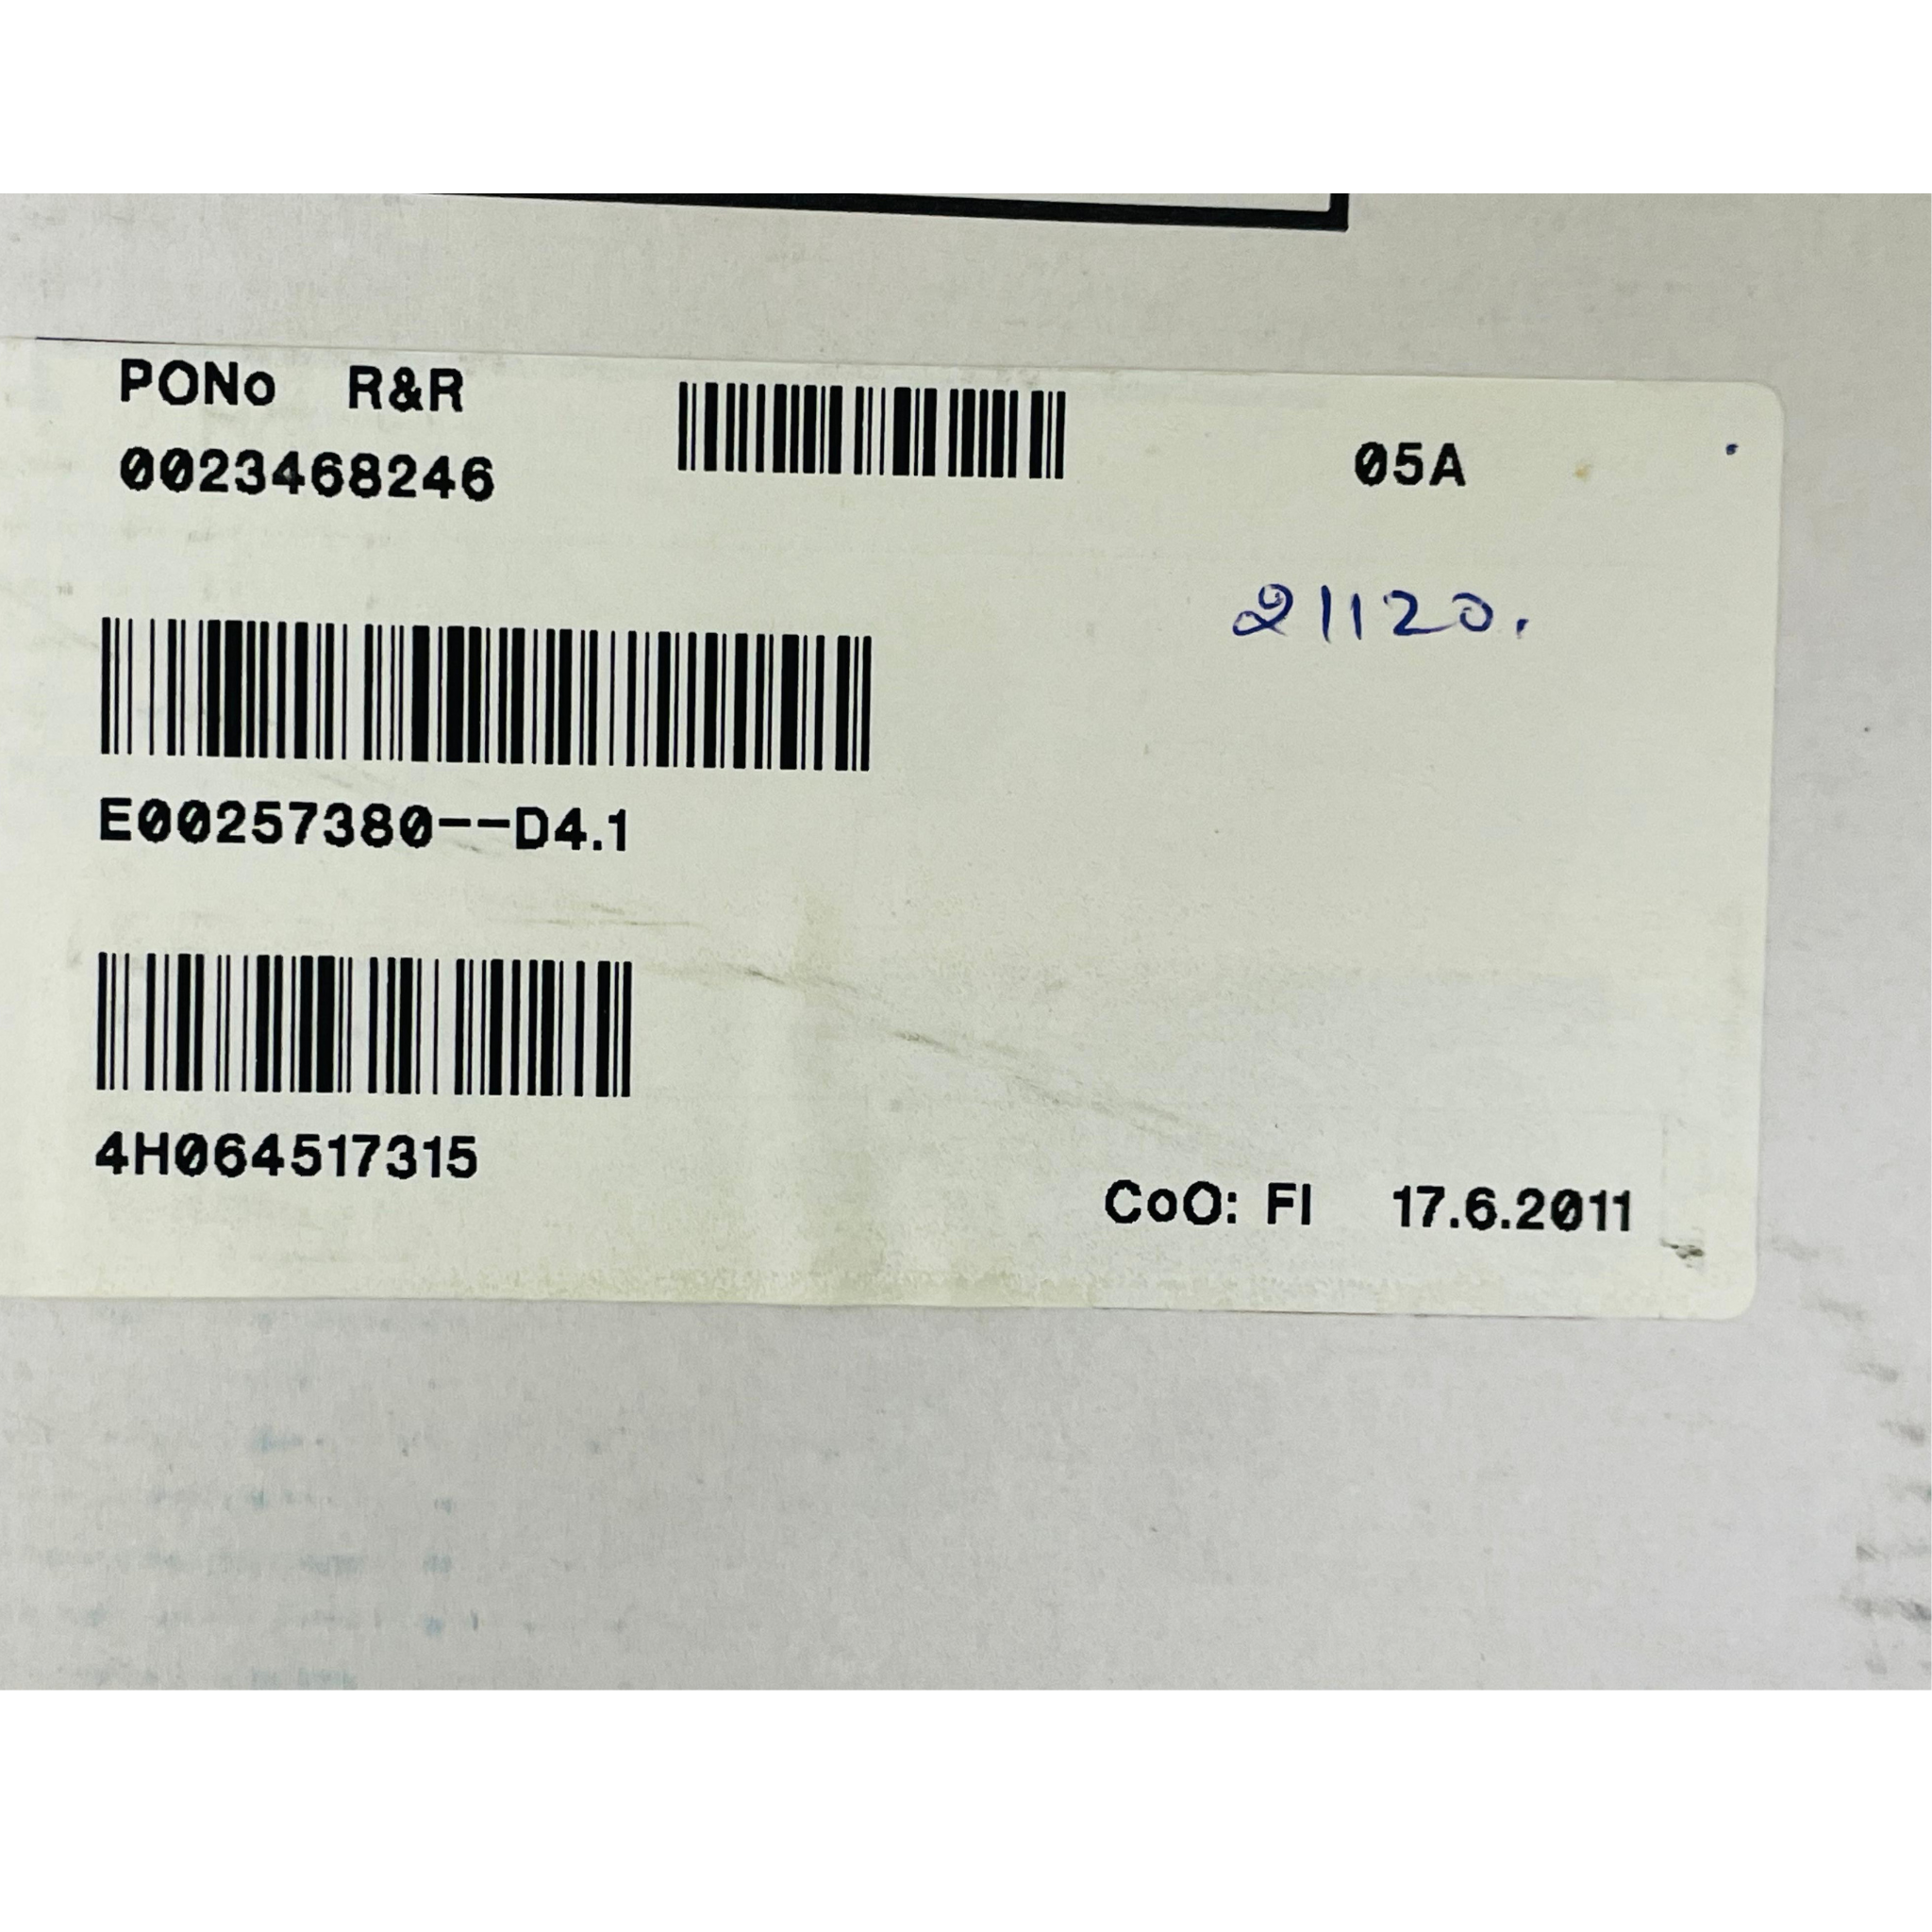 PONo R&R
0023468246
05A
21120.
E00257380--D4.1
4H064517315
CoO: FI 17.6.2011